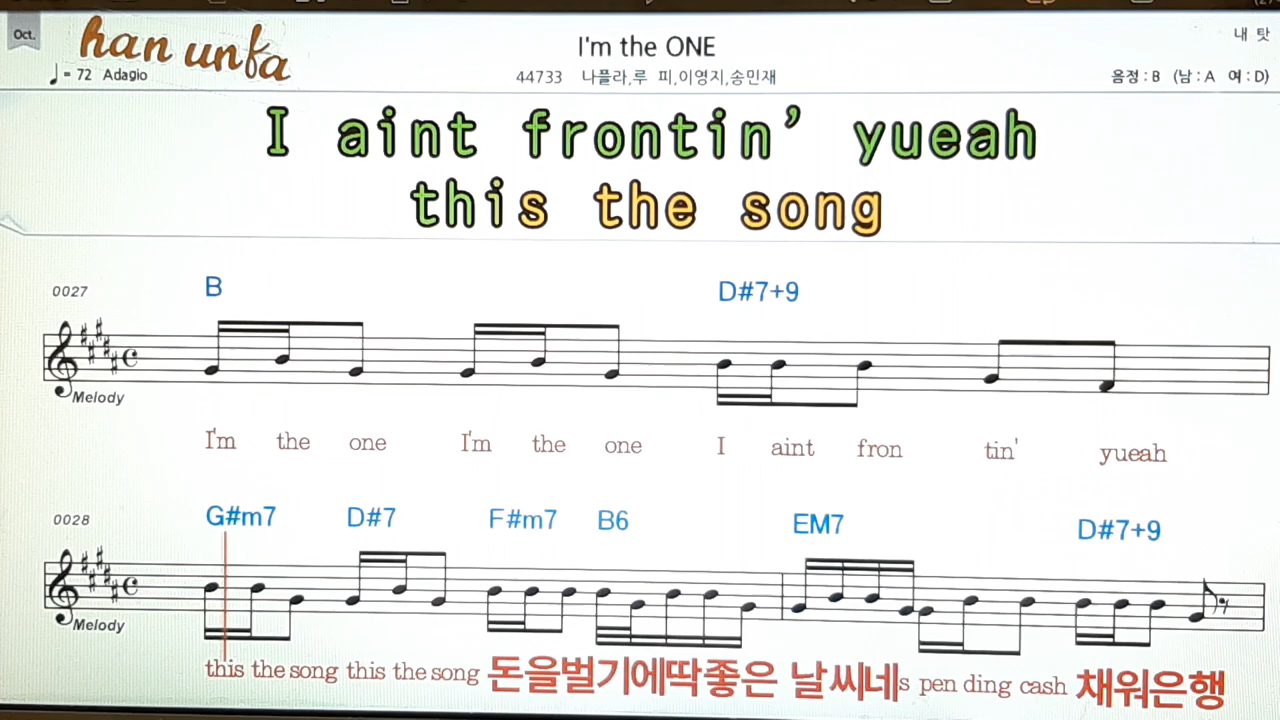 Oct.
han unfa
♩ = 72 Adagio
I'm the ONE
44733 나플라,루 피,이영지,송민재
내 탓
음정 : B (남 : A 여 : D)
I aint frontin' yueah
this the song
0027
B D#7+9
Melody
I'm the one I'm the one I aint fron tin' yueah
0028
G#m7 D#7 F#m7 B6 EM7 D#7+9
Melody
this the song this the song 돈을벌기에딱좋은 날씨네s pen ding cash 채워은행